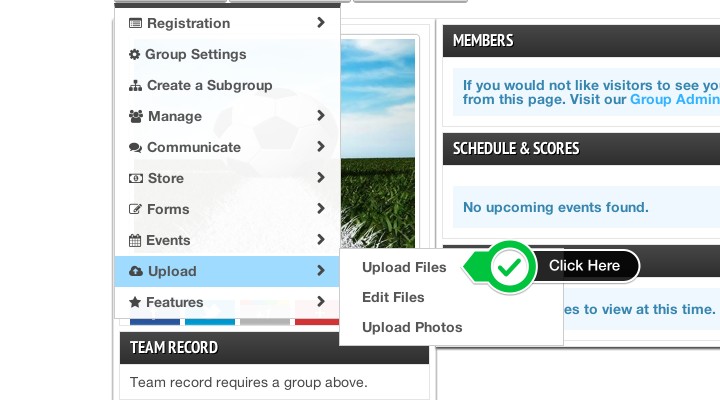 Registration
Group Settings
Create a Subgroup
Manage
Communicate
Store
Forms
Events
Upload
Features
Upload Files
Edit Files
Upload Photos
Click Here
TEAM RECORD
Team record requires a group above.
MEMBERS
If you would not like visitors to see
from this page. Visit our Group Admin
SCHEDULE & SCORES
No upcoming events found.
to view at this time.